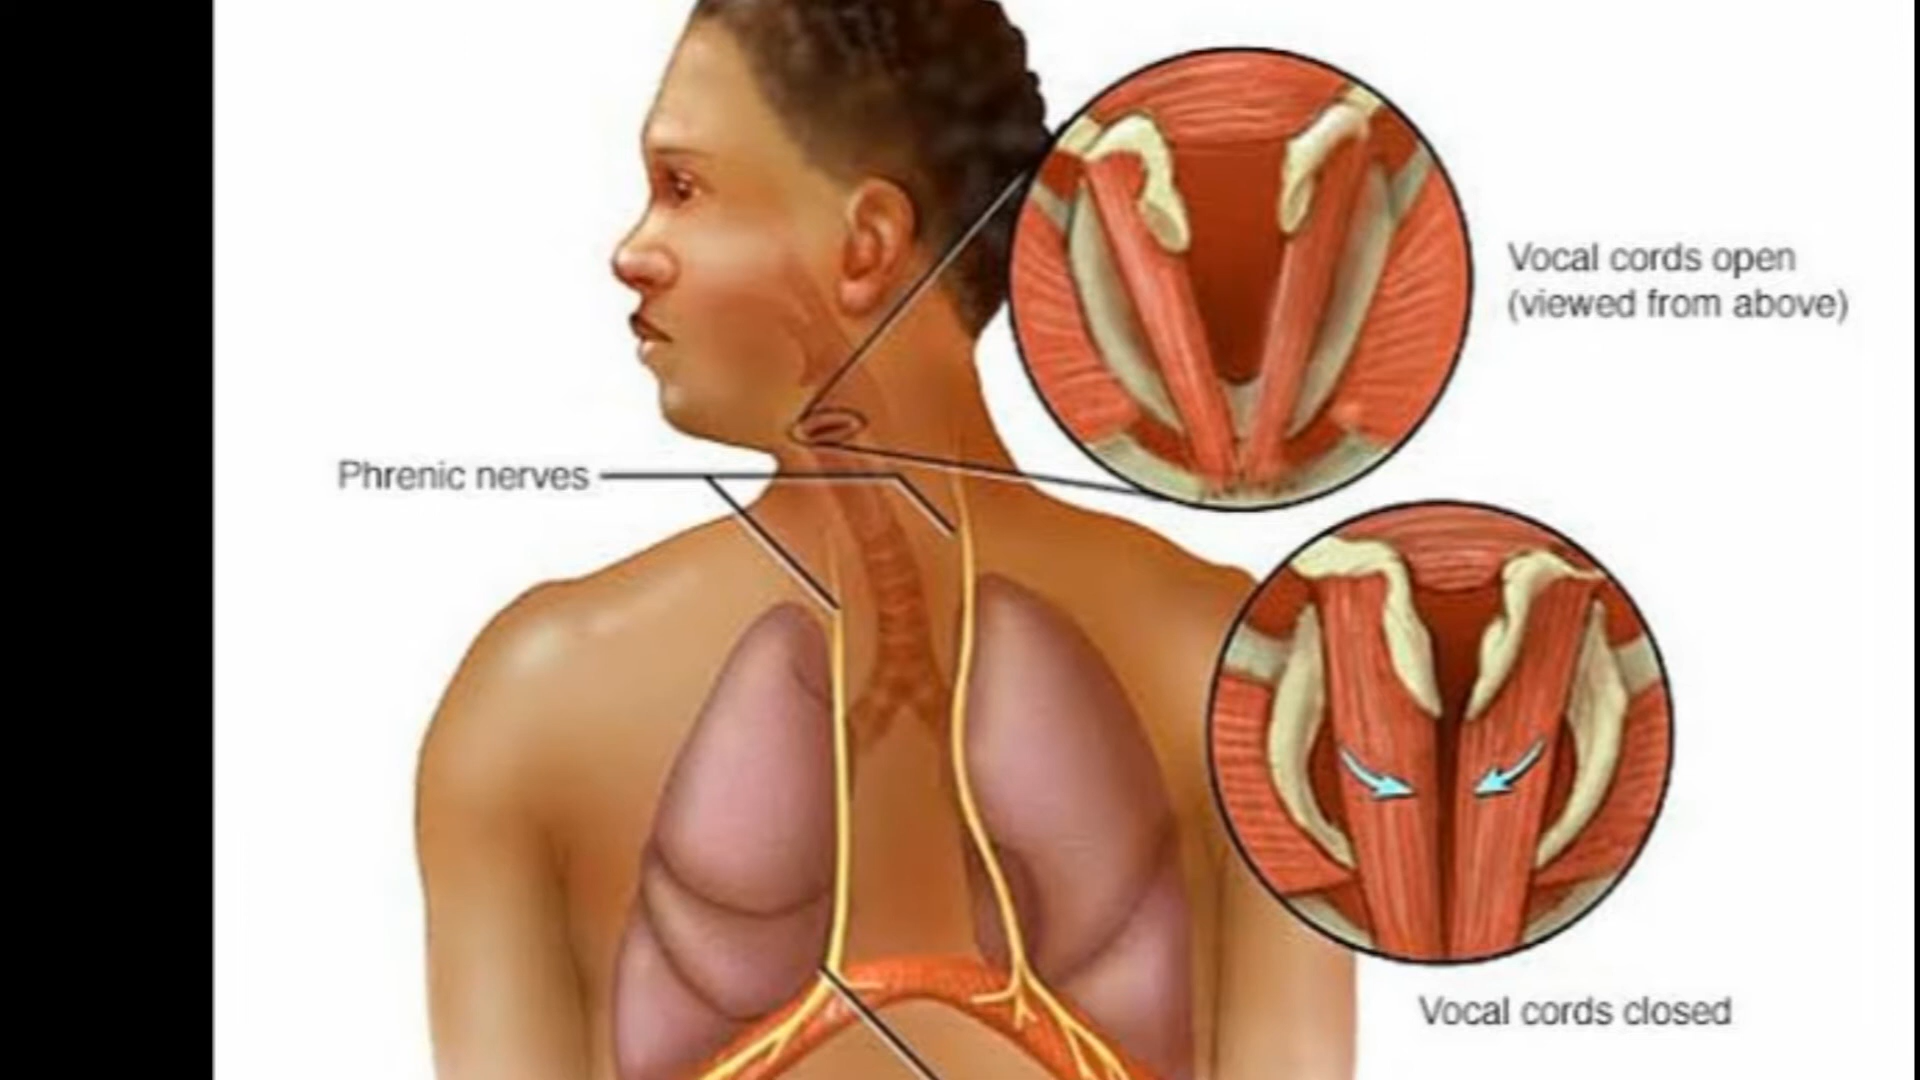 Vocal cords open
(viewed from above)
Phrenic nerves
Vocal cords closed